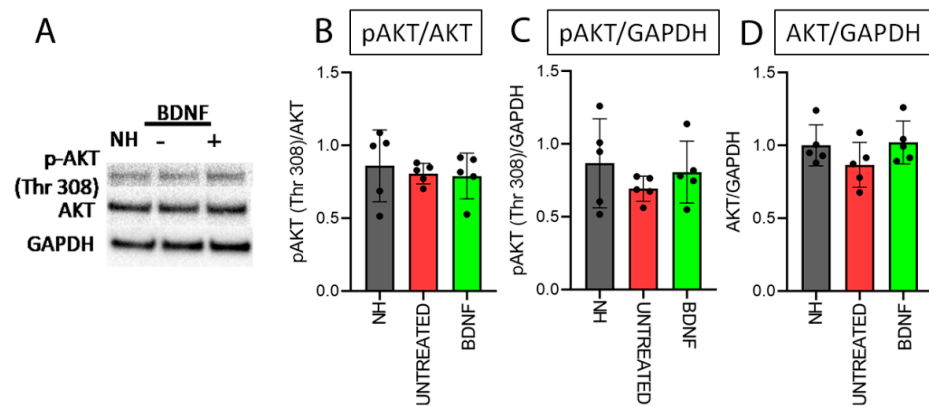 A
BDNF
NH - +
p-AKT
(Thr 308)
AKT
GAPDH
B
pAKT/AKT
pAKT (Thr 308)/AKT
1.5
1.0
0.5
0.0
NH
UNTREATED
BDNF
C
pAKT/GAPDH
pAKT (Thr 308)/GAPDH
1.5
1.0
0.5
0.0
NH
UNTREATED
BDNF
D
AKT/GAPDH
AKT/GAPDH
1.5
1.0
0.5
0.0
NH
UNTREATED
BDNF